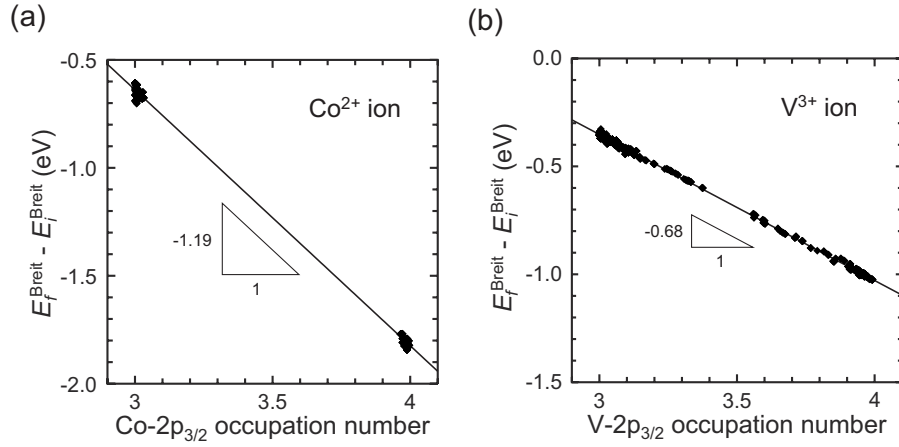 (a)
-0.5
-1.0
-1.5
-2.0
E_f^Breit - E_i^Breit (eV)
Co²⁺ ion
-1.19
1
3
3.5
4
Co-2p₃/₂ occupation number
(b)
0.0
-0.5
-1.0
-1.5
E_f^Breit - E_i^Breit (eV)
V³⁺ ion
-0.68
1
3
3.5
4
V-2p₃/₂ occupation number